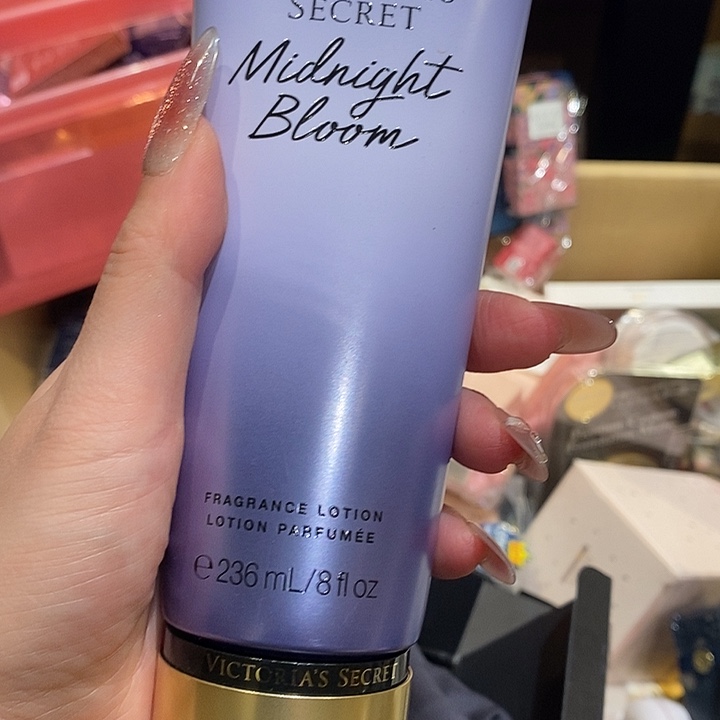 SECRET
Midnight
Bloom
FRAGRANCE LOTION
LOTION PARFUMÉE
℮ 236 mL/8 fl oz
VICTORIA'S SECRET